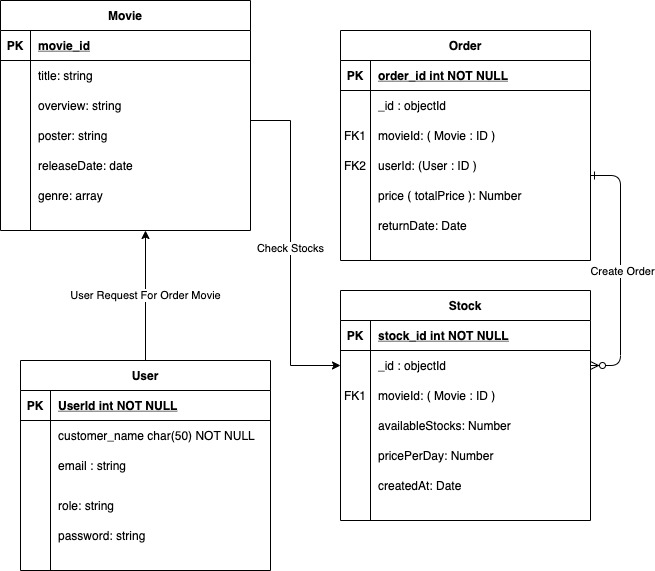 Movie
PK movie_id
title: string
overview: string
poster: string
releaseDate: date
genre: array
Order
PK order_id int NOT NULL
_id : objectId
FK1 movieId: ( Movie : ID )
FK2 userId: (User : ID )
price ( totalPrice ): Number
returnDate: Date
Check Stocks
Create Order
User Request For Order Movie
Stock
PK stock_id int NOT NULL
_id : objectId
FK1 movieId: ( Movie : ID )
availableStocks: Number
pricePerDay: Number
createdAt: Date
User
PK UserId int NOT NULL
customer_name char(50) NOT NULL
email : string
role: string
password: string